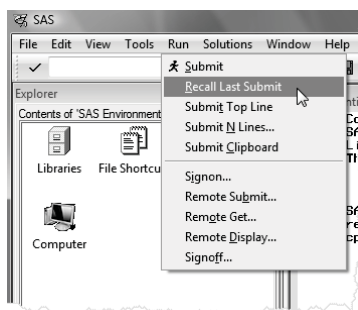 SAS
File Edit View Tools Run Solutions Window Help
Submit
Recall Last Submit
Submit Top Line
Submit N Lines...
Submit Clipboard
Signon...
Remote Submit...
Remote Get...
Remote Display...
Signoff...
Explorer
Contents of 'SAS Environment
Libraries File Shortcu
Computer